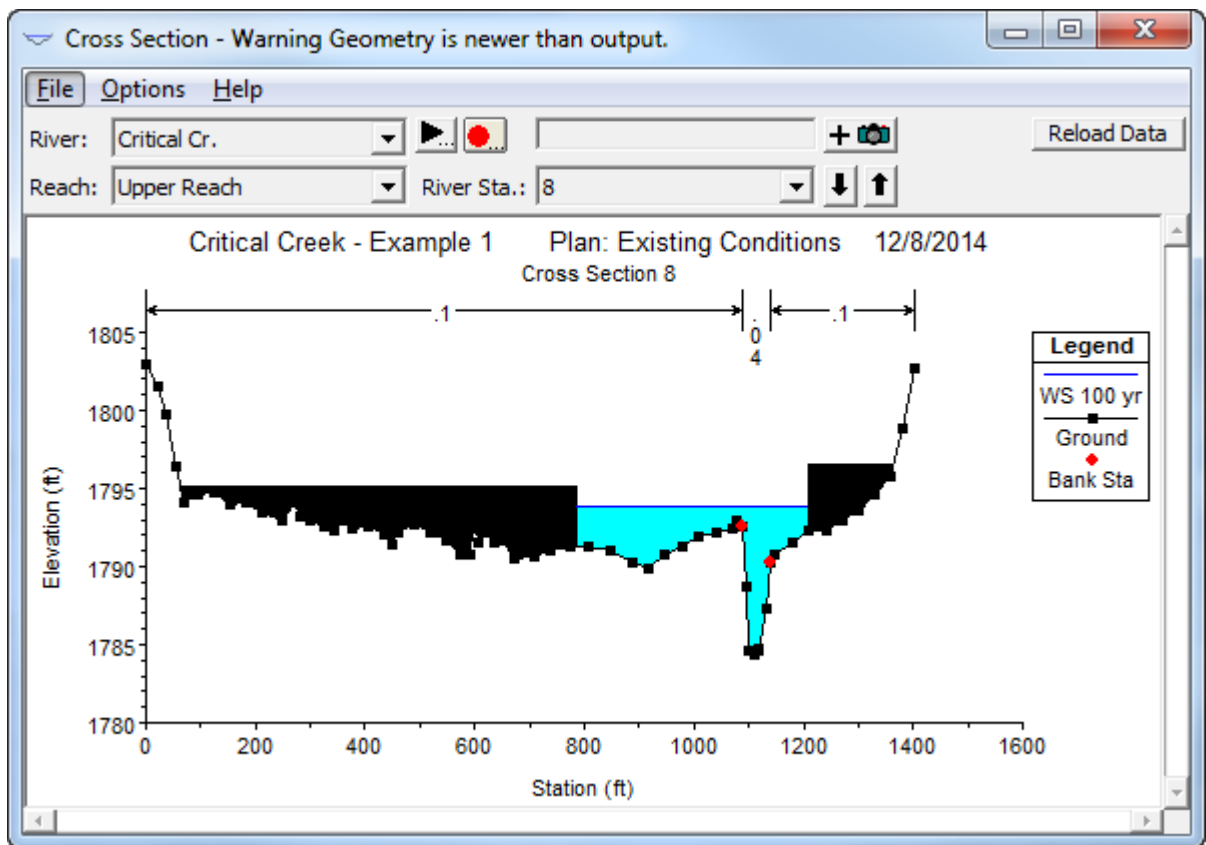 Cross Section - Warning Geometry is newer than output.
File Options Help
River: Critical Cr. ... ... Reload Data
Reach: Upper Reach River Sta.: 8
Critical Creek - Example 1 Plan: Existing Conditions 12/8/2014
Cross Section 8
.1 .04 .1
1805
1800
1795
1790
1785
1780
Elevation (ft)
0 200 400 600 800 1000 1200 1400 1600
Station (ft)
Legend
WS 100 yr
Ground
Bank Sta